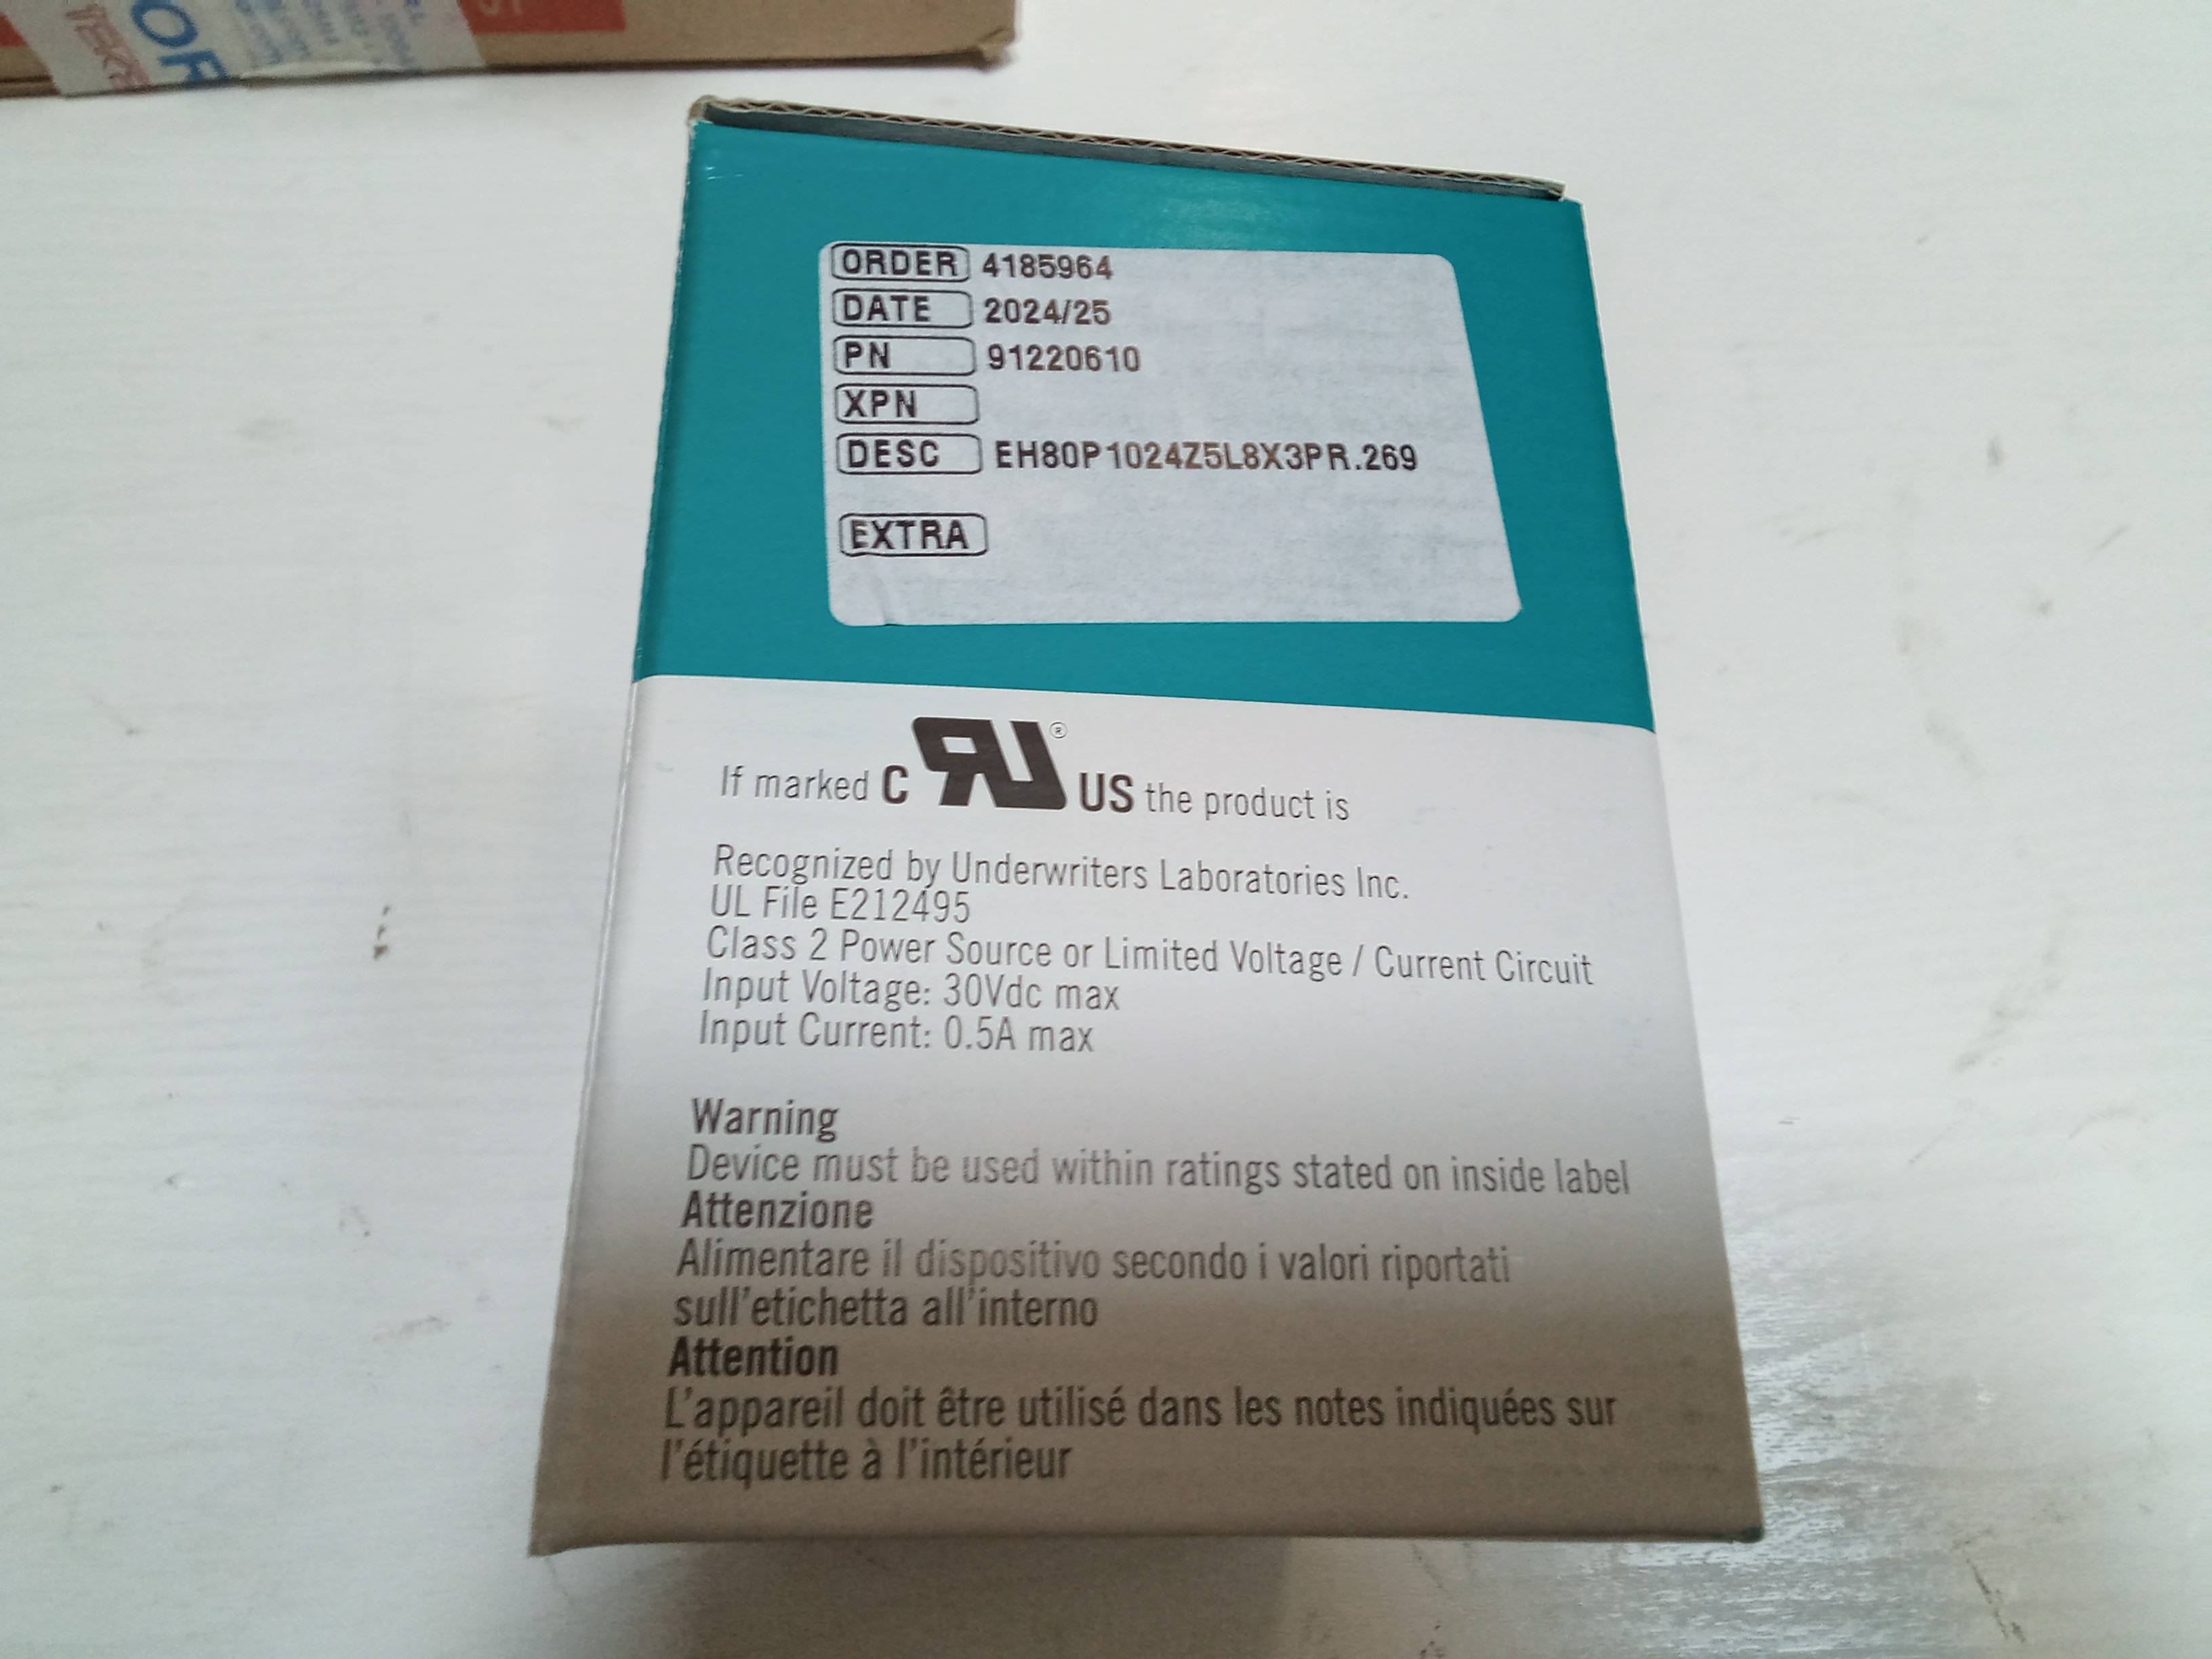 OR
ORDER 4185964
DATE 2024/25
PN 91220610
XPN
DESC EH80P1024Z5L8X3PR.269
EXTRA
If marked C RU® US the product is
Recognized by Underwriters Laboratories Inc.
UL File E212495
Class 2 Power Source or Limited Voltage / Current Circuit
Input Voltage: 30Vdc max
Input Current: 0.5A max
Warning
Device must be used within ratings stated on inside label
Attenzione
Alimentare il dispositivo secondo i valori riportati
sull'etichetta all'interno
Attention
L'appareil doit être utilisé dans les notes indiquées sur
l'étiquette à l'intérieur